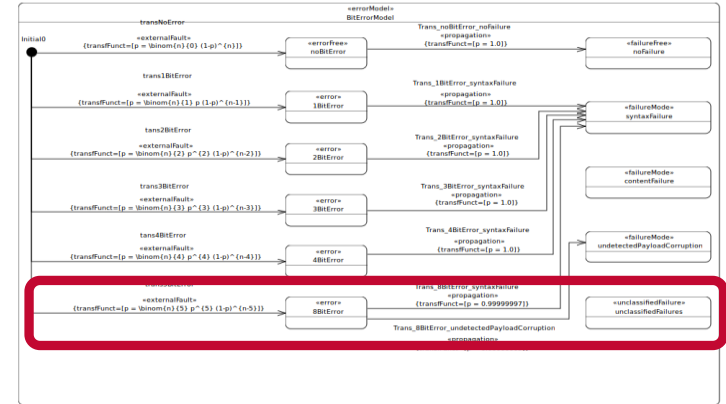 «errorModel»
BitErrorModel
Initial0
transNoError
«externalFault»
{transfFunct=[p = \binom{n}{0} (1-p)^{n}]}
«errorFree»
noBitError
Trans_noBitError_noFailure
«propagation»
{transfFunct=[p = 1.0]}
«failureFree»
noFailure
trans1BitError
«externalFault»
{transfFunct=[p = \binom{n}{1} p (1-p)^{n-1}]}
«error»
1BitError
Trans_1BitError_syntaxFailure
«propagation»
{transfFunct=[p = 1.0]}
«failureMode»
syntaxFailure
tans2BitError
«externalFault»
{transfFunct=[p = \binom{n}{2} p^{2} (1-p)^{n-2}]}
«error»
2BitError
Trans_2BitError_syntaxFailure
«propagation»
{transfFunct=[p = 1.0]}
«failureMode»
contentFailure
trans3BitError
«externalFault»
{transfFunct=[p = \binom{n}{3} p^{3} (1-p)^{n-3}]}
«error»
3BitError
Trans_3BitError_syntaxFailure
«propagation»
{transfFunct=[p = 1.0]}
tans4BitError
«externalFault»
{transfFunct=[p = \binom{n}{4} p^{4} (1-p)^{n-4}]}
«error»
4BitError
Trans_4BitError_syntaxFailure
«propagation»
{transfFunct=[p = 1.0]}
«failureMode»
undetectedPayloadCorruption
«externalFault»
{transfFunct=[p = \binom{n}{5} p^{5} (1-p)^{n-5}]}
«error»
8BitError
Trans_8BitError_syntaxFailure
«propagation»
{transfFunct=[p = 0.99999997]}
«unclassifiedFailure»
unclassifiedFailures
Trans_8BitError_undetectedPayloadCorruption
«propagation»